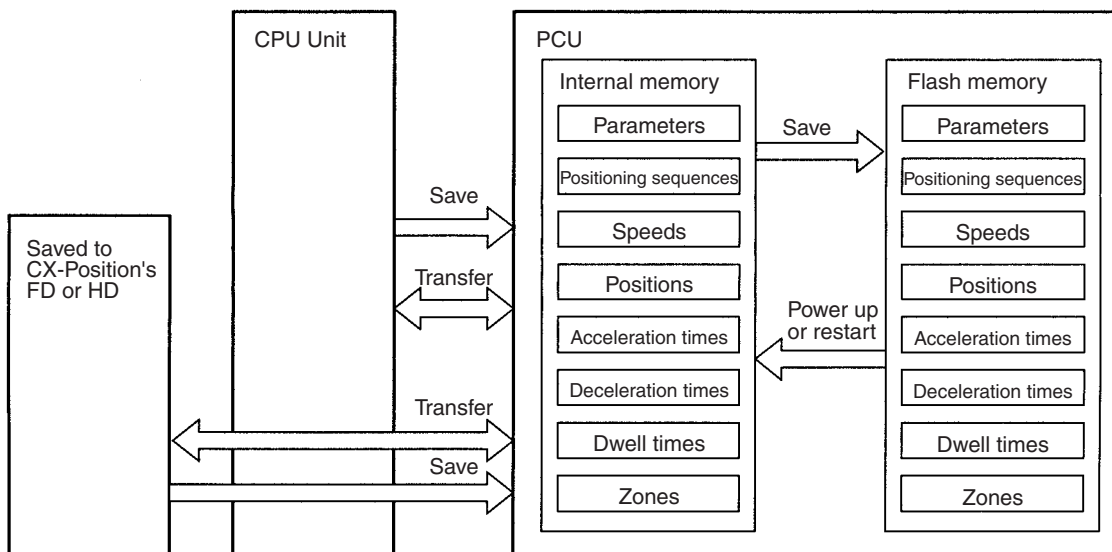 CPU Unit
PCU
Internal memory
Parameters
Positioning sequences
Speeds
Positions
Acceleration times
Deceleration times
Dwell times
Zones
Save
Power up
or restart
Flash memory
Parameters
Positioning sequences
Speeds
Positions
Acceleration times
Deceleration times
Dwell times
Zones
Save
Transfer
Transfer
Save
Saved to
CX-Position's
FD or HD